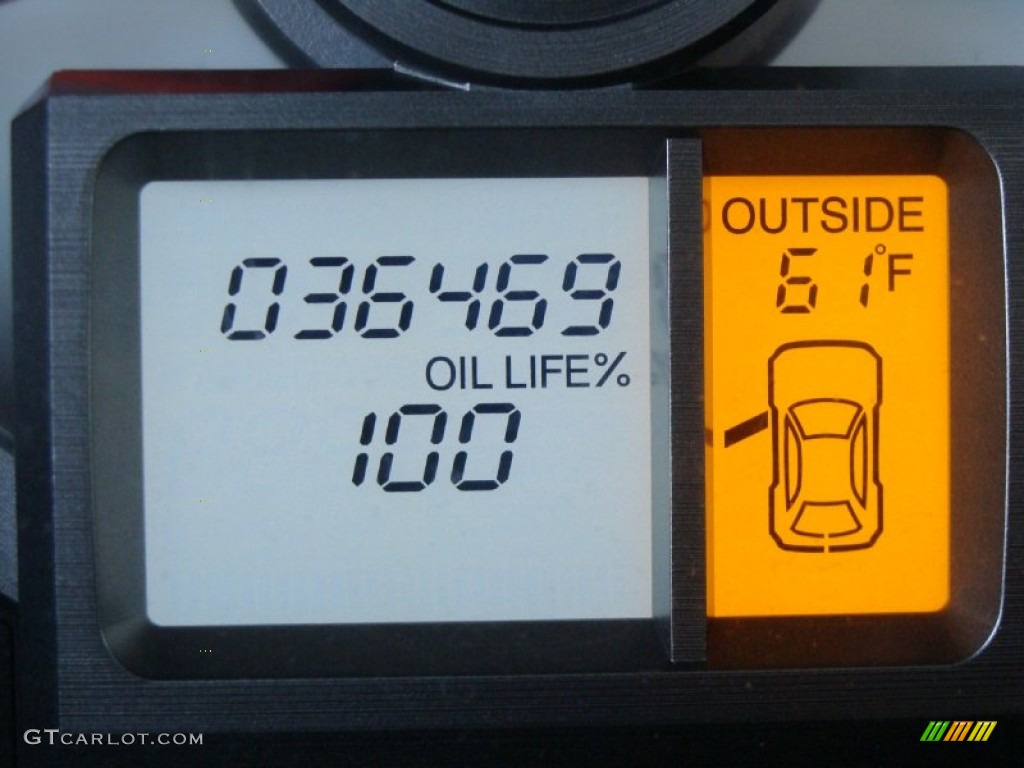 036469
OIL LIFE%
100
OUTSIDE
61°F
GTCARLOT.COM